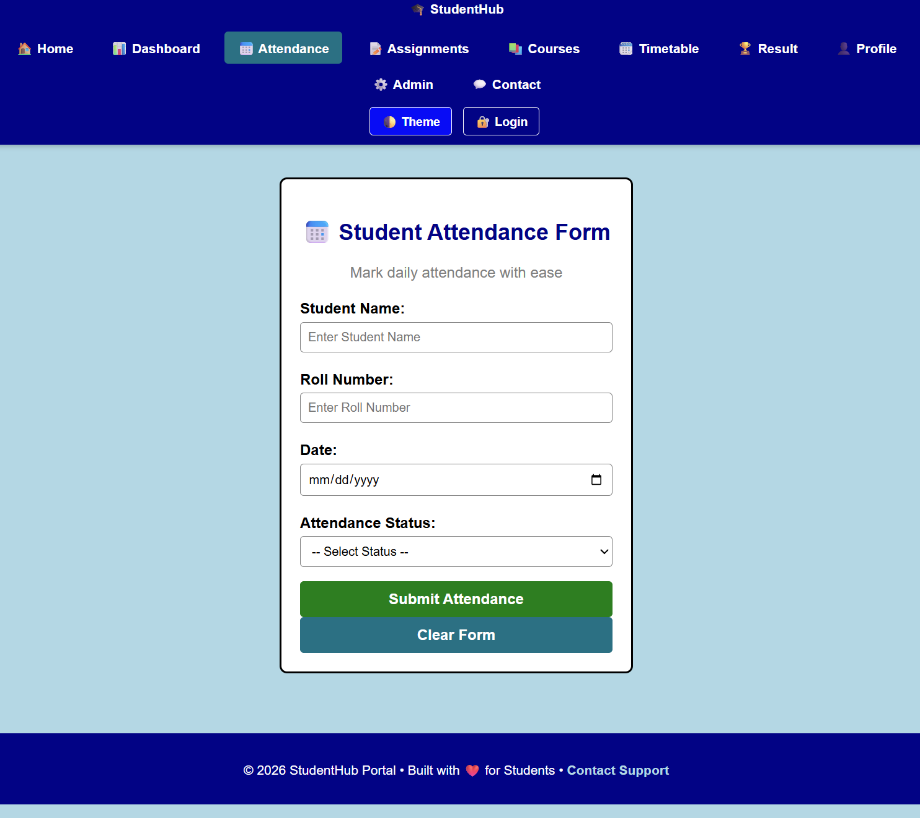 🎓 StudentHub
🏠 Home 📊 Dashboard 📅 Attendance 📝 Assignments 📚 Courses 🗓️ Timetable 🏆 Result 👤 Profile
⚙️ Admin 💬 Contact
🌓 Theme 🔐 Login
📅 Student Attendance Form
Mark daily attendance with ease
Student Name:
Enter Student Name
Roll Number:
Enter Roll Number
Date:
mm/dd/yyyy
Attendance Status:
-- Select Status --
Submit Attendance
Clear Form
© 2026 StudentHub Portal • Built with ❤️ for Students • Contact Support